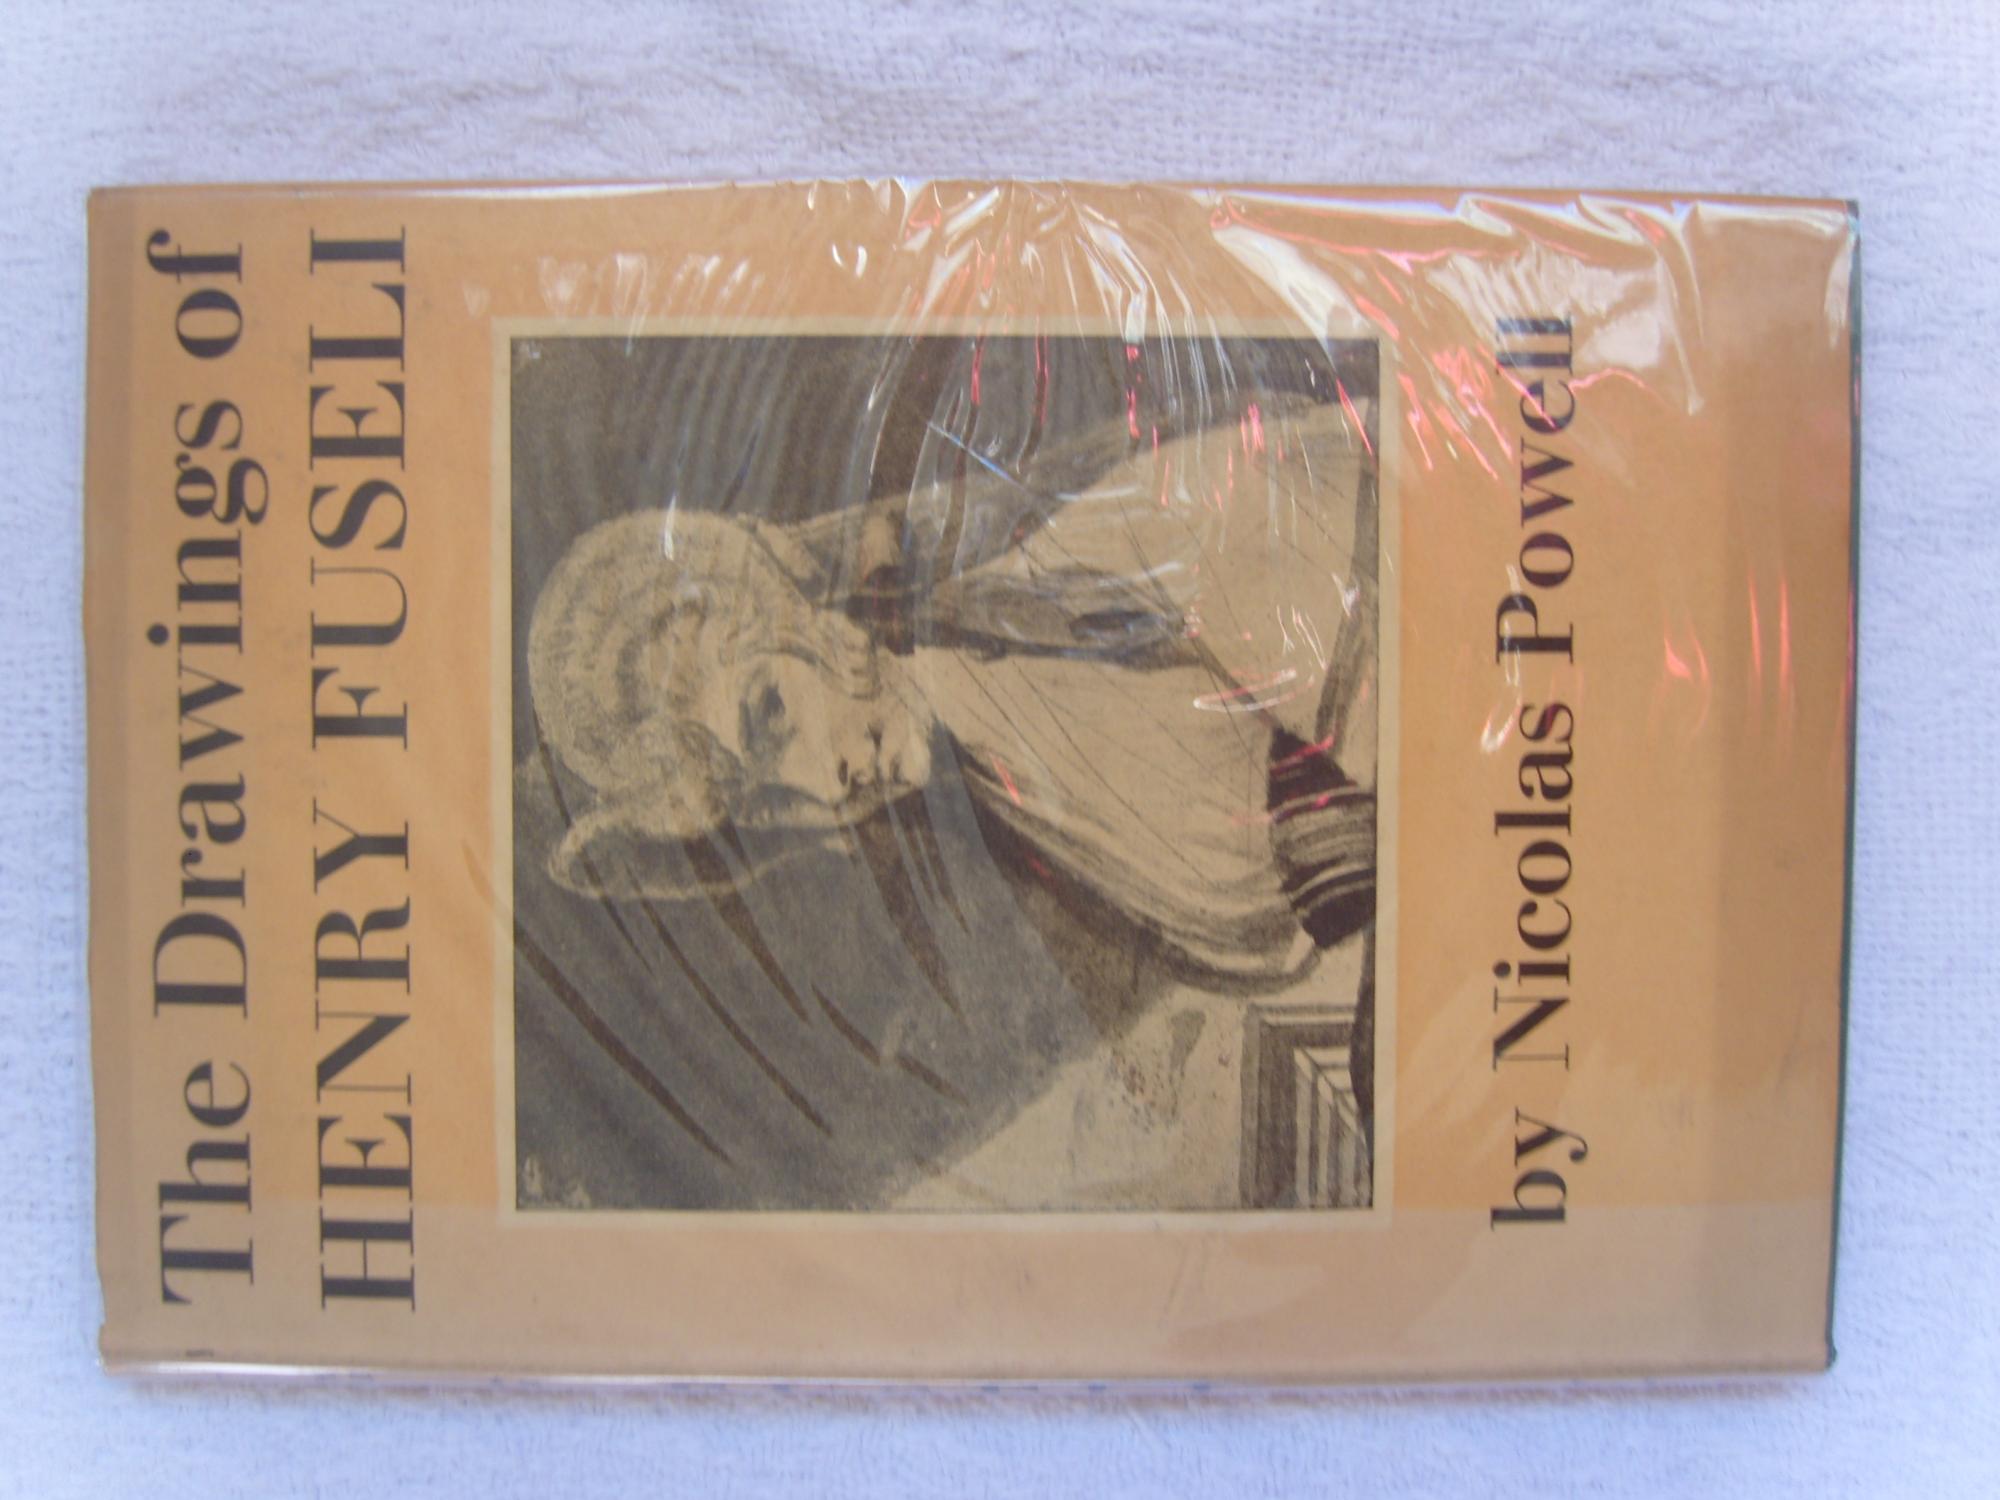 The Drawings of
HENRY FUSELI
by Nicolas Powell